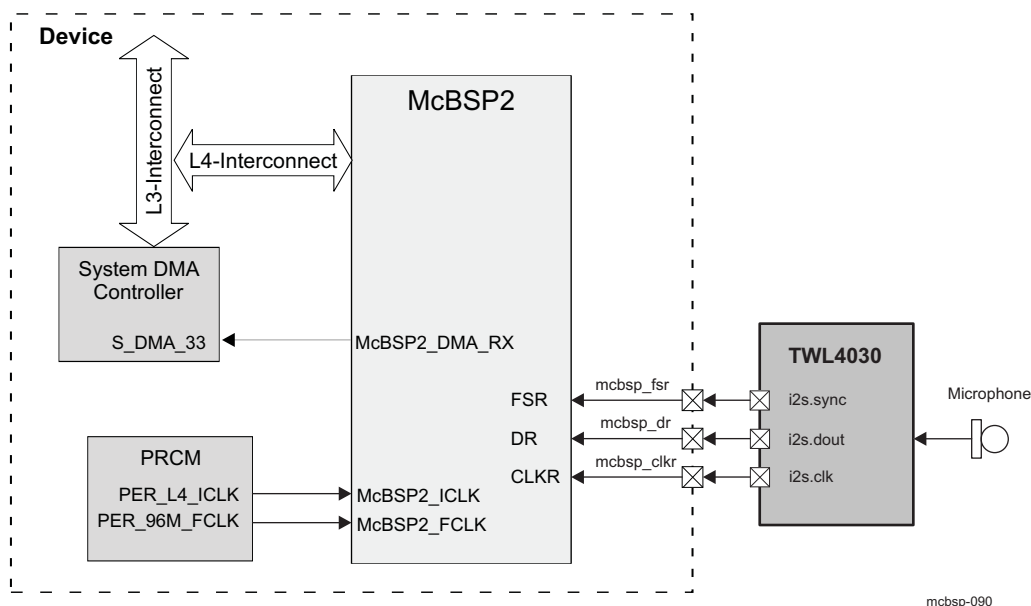 Device
McBSP2
L3-Interconnect
L4-Interconnect
System DMA
Controller
S_DMA_33
McBSP2_DMA_RX
TWL4030
mcbsp_fsr
FSR
i2s.sync
Microphone
mcbsp_dr
DR
i2s.dout
mcbsp_clkr
CLKR
i2s.clk
PRCM
PER_L4_ICLK
McBSP2_ICLK
PER_96M_FCLK
McBSP2_FCLK
mcbsp-090